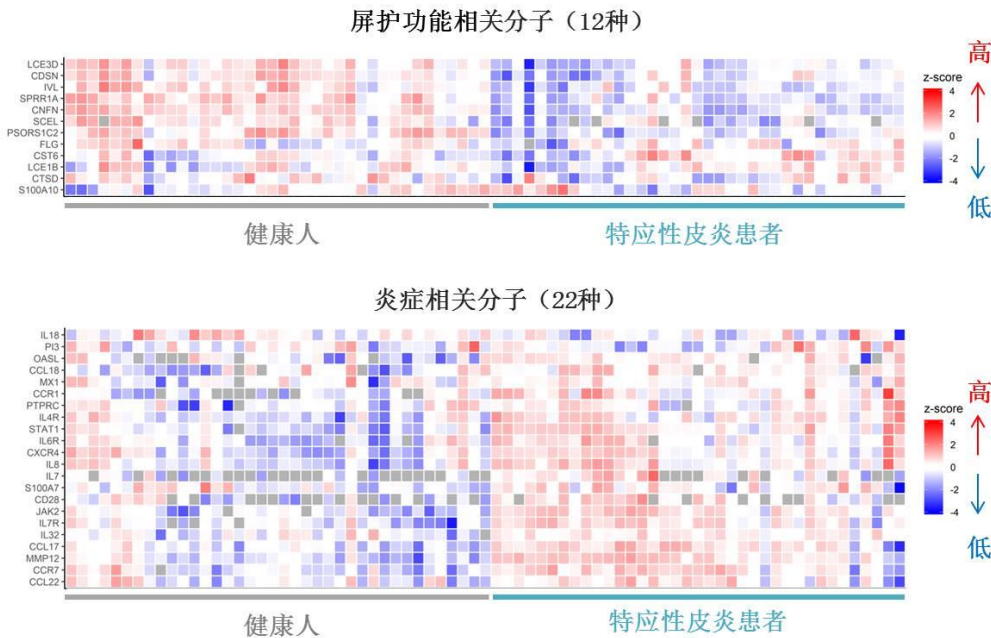 屏护功能相关分子（12种）
LCE3D
CDSN
IVL
SPRR1A
CNFN
SCEL
PSORS1C2
FLG
CST6
LCE1B
CTSD
S100A10
z-score
4
2
0
-2
-4
高
低
健康人
特应性皮炎患者
炎症相关分子（22种）
IL18
PI3
OASL
CCL18
MX1
CCR1
PTPRC
IL4R
STAT1
IL6R
CXCR4
IL8
IL7
S100A7
CD28
JAK2
IL7R
IL32
CCL17
MMP12
CCR7
CCL22
z-score
4
2
0
-2
-4
高
低
健康人
特应性皮炎患者